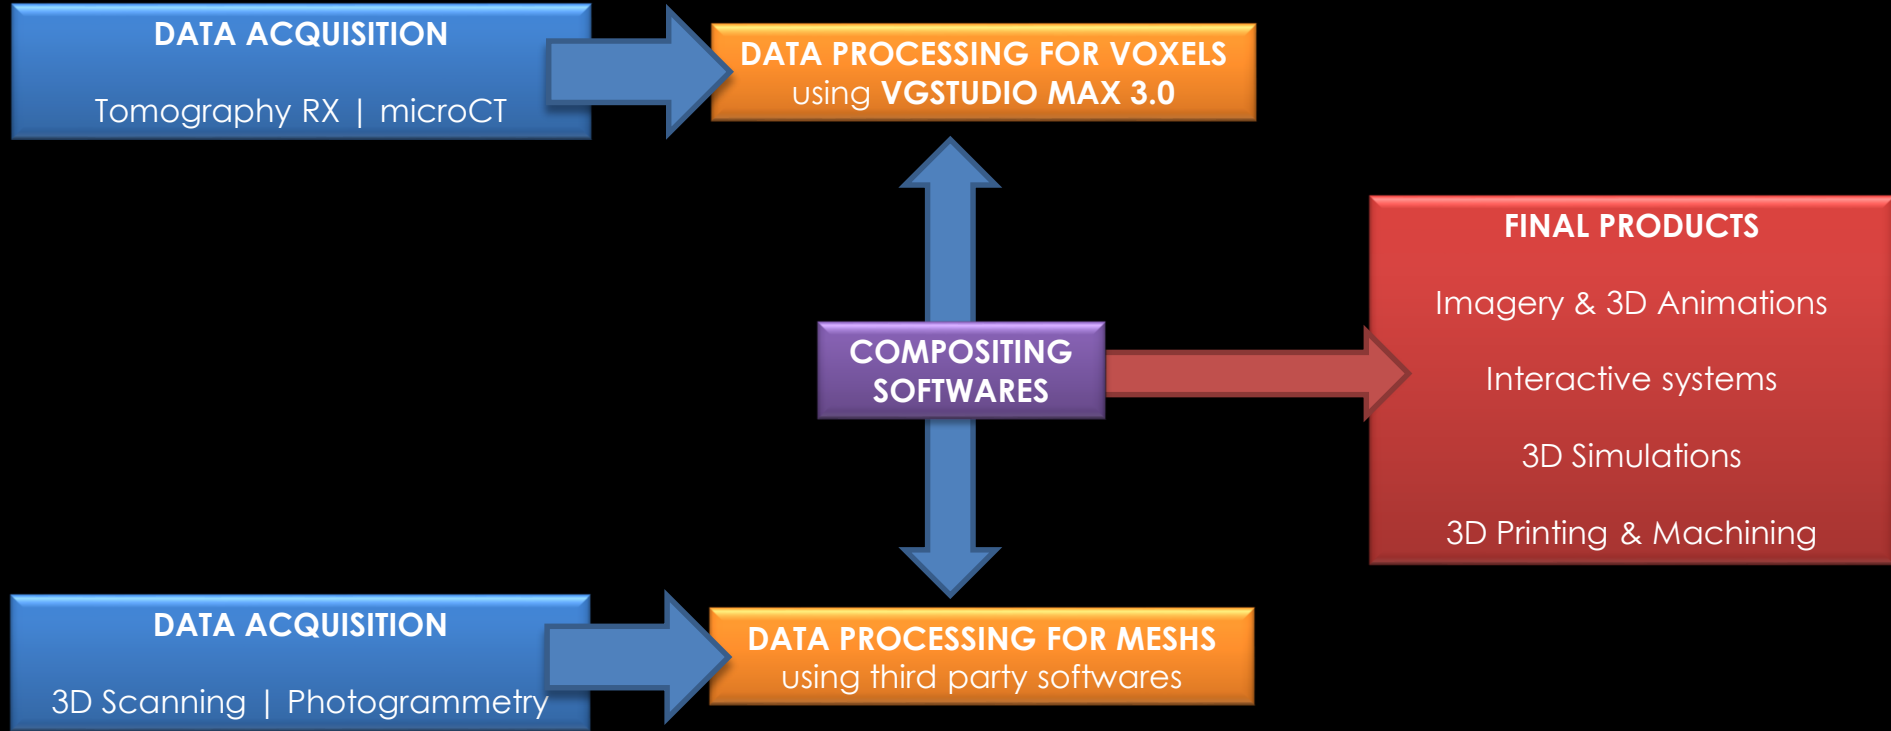 DATA ACQUISITION
Tomography RX | microCT
DATA PROCESSING FOR VOXELS
using VGSTUDIO MAX 3.0
COMPOSITING
SOFTWARES
FINAL PRODUCTS
Imagery & 3D Animations
Interactive systems
3D Simulations
3D Printing & Machining
DATA ACQUISITION
3D Scanning | Photogrammetry
DATA PROCESSING FOR MESHS
using third party softwares